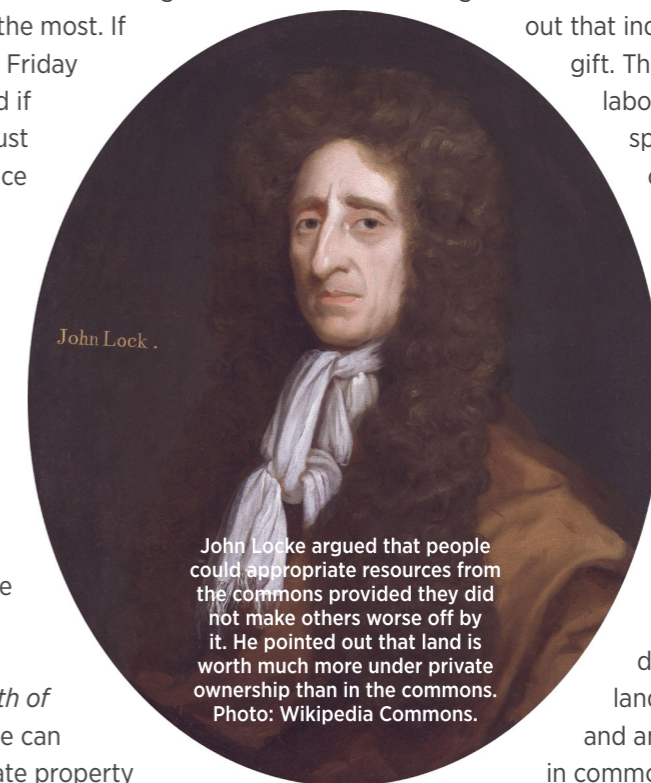 the most. If
Friday
d if
ust
ce
e
th of
e can
ate property
John Lock .
John Locke argued that people
could appropriate resources from
the commons provided they did
not make others worse off by
it. He pointed out that land is
worth much more under private
ownership than in the commons.
Photo: Wikipedia Commons.
out that ind
gift. Th
labo
sp
d
land
and an
in commo